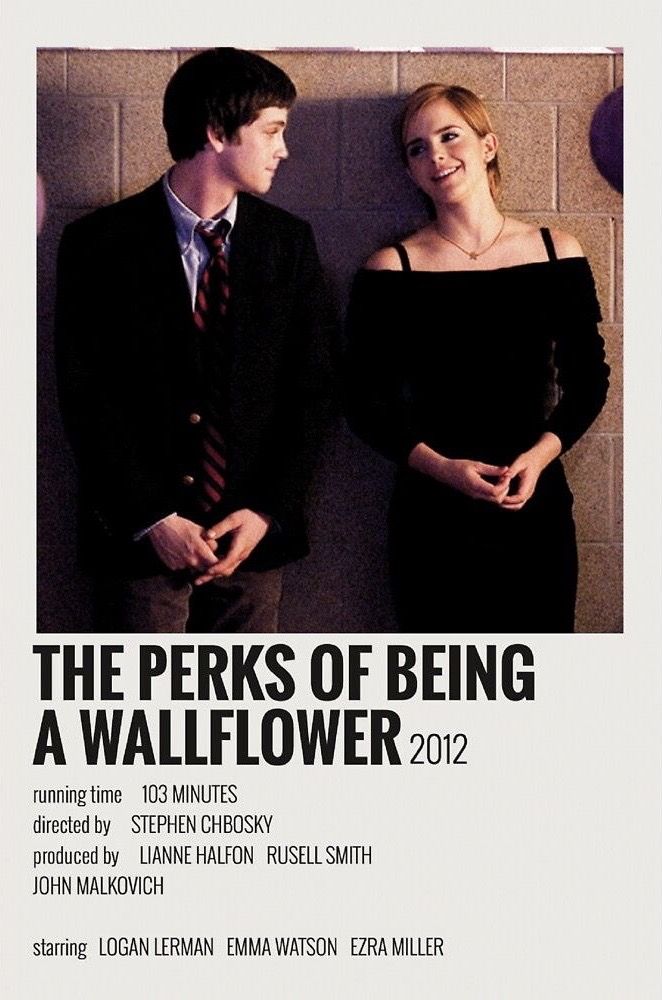 THE PERKS OF BEING
A WALLFLOWER 2012
running time 103 MINUTES
directed by STEPHEN CHBOSKY
produced by LIANNE HALFON RUSELL SMITH
JOHN MALKOVICH
starring LOGAN LERMAN EMMA WATSON EZRA MILLER